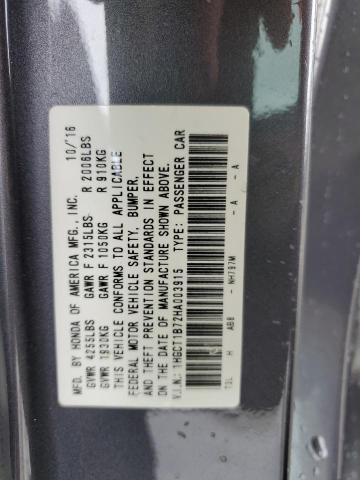 MFD. BY HONDA OF AMERICA MFG., INC. 10/16
GVWR 4255LBS GAWR F 2315LBS R 2006LBS
GVWR 1930KG GAWR F 1050KG R 910KG
THIS VEHICLE CONFORMS TO ALL APPLICABLE
FEDERAL MOTOR VEHICLE SAFETY, BUMPER,
AND THEFT PREVENTION STANDARDS IN EFFECT
ON THE DATE OF MANUFACTURE SHOWN ABOVE.
V.I.N.: 1HGCT1B72HA003915 TYPE: PASSENGER CAR
H AB8 NH797M - A - A